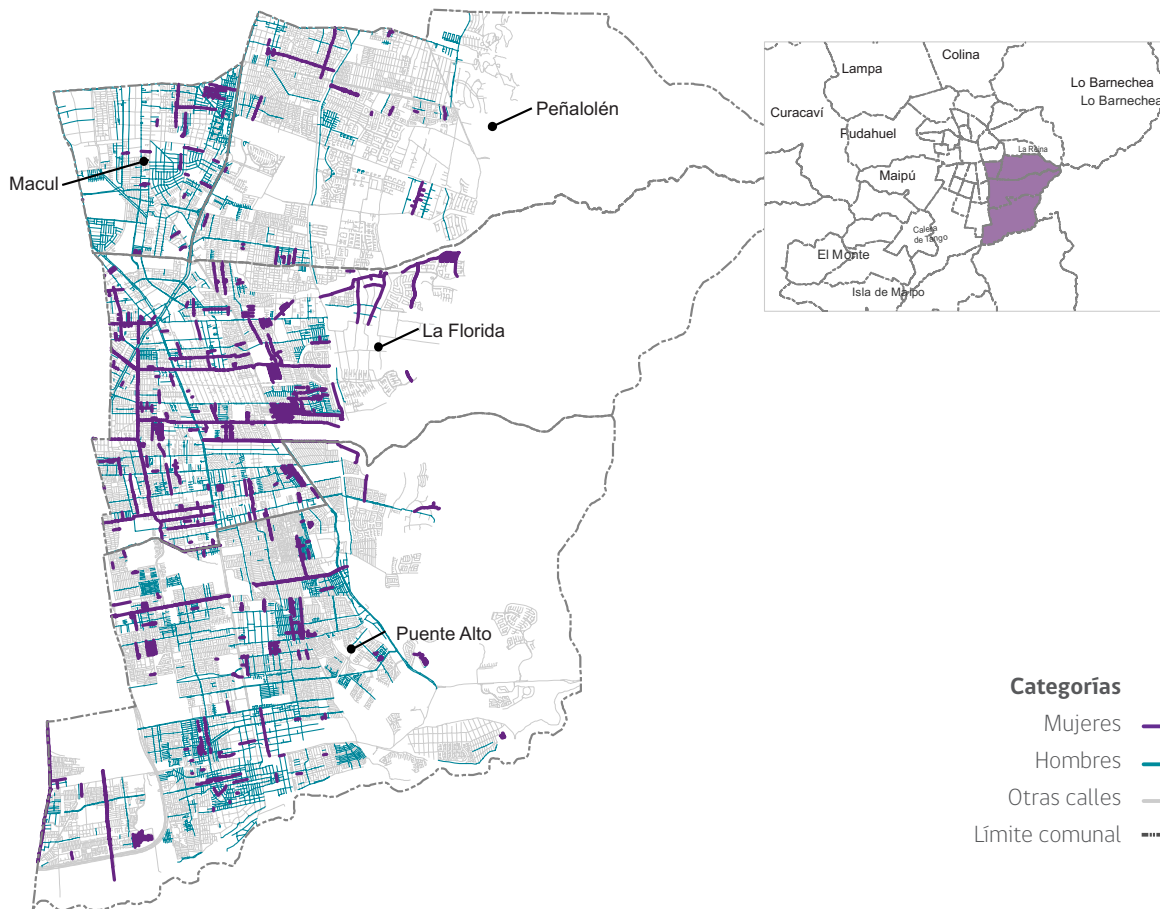 Peñalolén
Macul
La Florida
Puente Alto
Colina
Lampa
Lo Barnechea
Lo Barnechea
Curacaví
Pudahuel
La Reina
Maipú
Calera
de Tango
El Monte
Isla de Maipo
Categorías
Mujeres
Hombres
Otras calles
Límite comunal